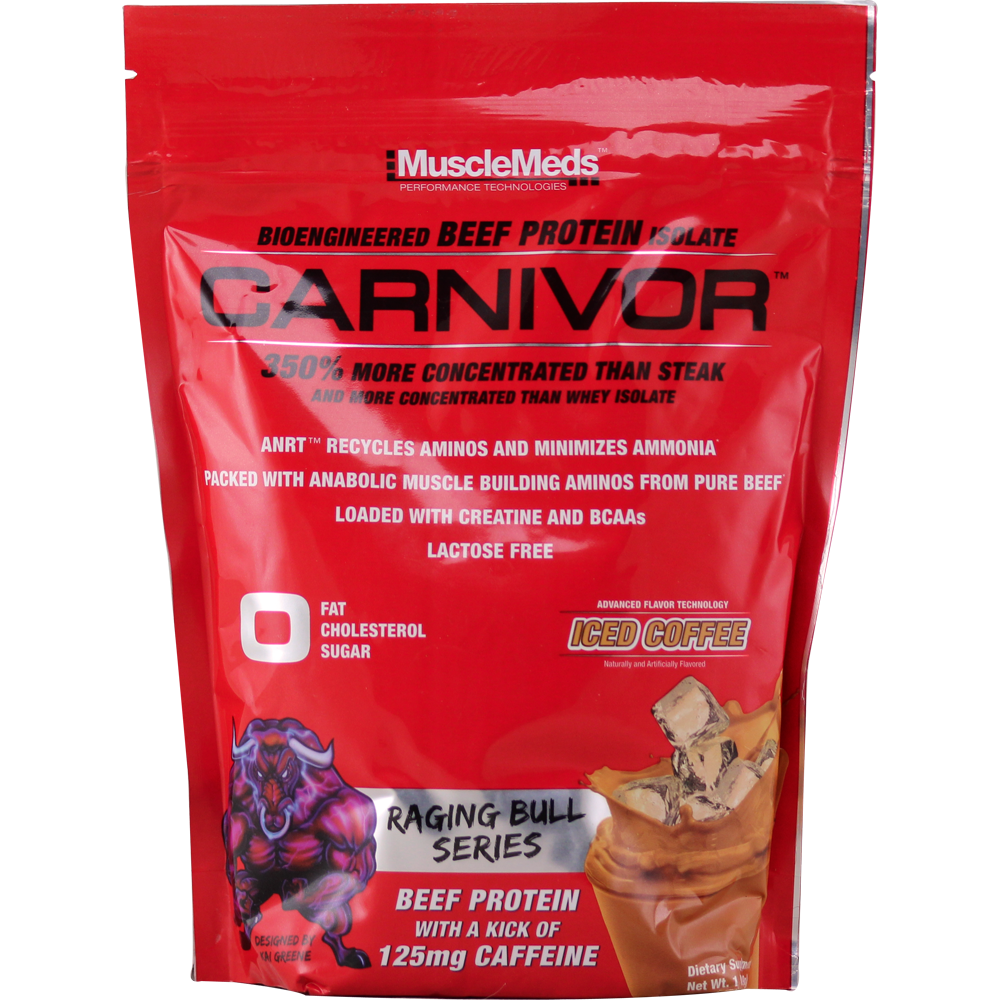 MuscleMeds™
PERFORMANCE TECHNOLOGIES
BIOENGINEERED BEEF PROTEIN ISOLATE
CARNIVOR™
350% MORE CONCENTRATED THAN STEAK
AND MORE CONCENTRATED THAN WHEY ISOLATE
ANRT™ RECYCLES AMINOS AND MINIMIZES AMMONIA*
PACKED WITH ANABOLIC MUSCLE BUILDING AMINOS FROM PURE BEEF*
LOADED WITH CREATINE AND BCAAs
LACTOSE FREE
0 FAT
CHOLESTEROL
SUGAR
ADVANCED FLAVOR TECHNOLOGY
ICED COFFEE
Naturally and Artificially Flavored
RAGING BULL
SERIES
BEEF PROTEIN
WITH A KICK OF
125mg CAFFEINE
DESIGNED BY
KAI GREENE
Dietary
Net Wt.